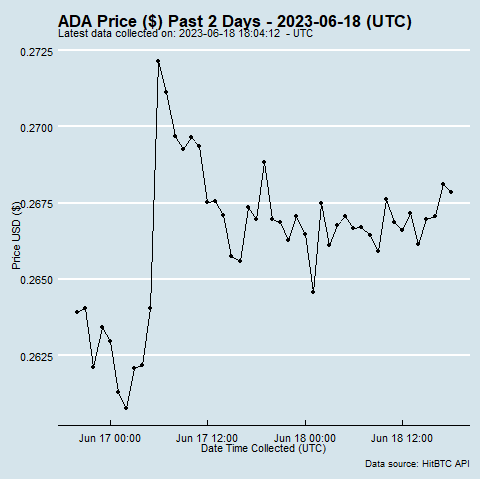 ADA Price ($) Past 2 Days - 2023-06-18 (UTC)
Latest data collected on: 2023-06-18 18:04:12 - UTC
0.2725
0.2700
0.2675
0.2650
0.2625
Price USD ($)
Jun 17 00:00
Jun 17 12:00
Jun 18 00:00
Jun 18 12:00
Date Time Collected (UTC)
Data source: HitBTC API